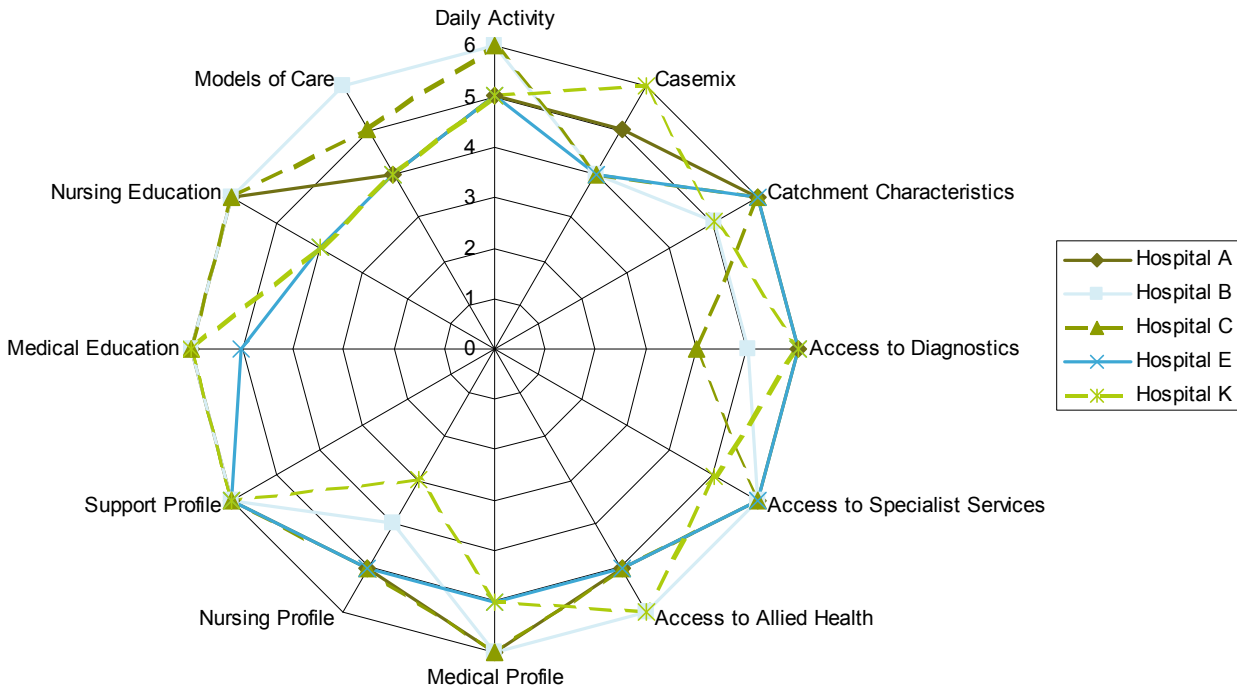 Daily Activity
6
Models of Care
Casemix
5
4
Nursing Education
Catchment Characteristics
3
2
1
Medical Education
0
Access to Diagnostics
Support Profile
Access to Specialist Services
Nursing Profile
Access to Allied Health
Medical Profile
Hospital A
Hospital B
Hospital C
Hospital E
Hospital K